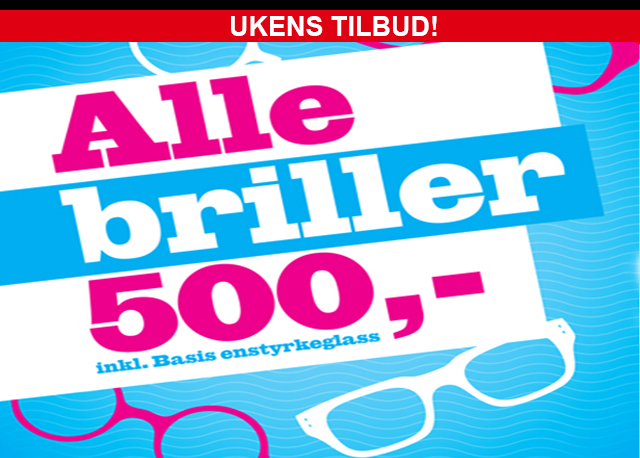 UKENS TILBUD!
Alle
briller
500,-
inkl. Basis enstyrkeglass